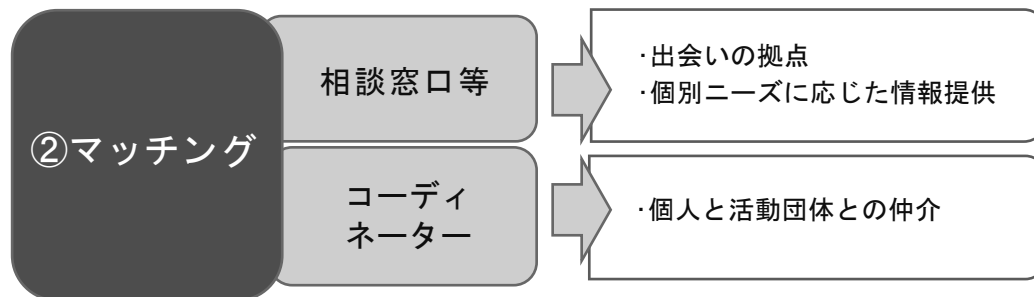 ②マッチング
相談窓口等
・出会いの拠点
・個別ニーズに応じた情報提供
コーディ
ネーター
・個人と活動団体との仲介